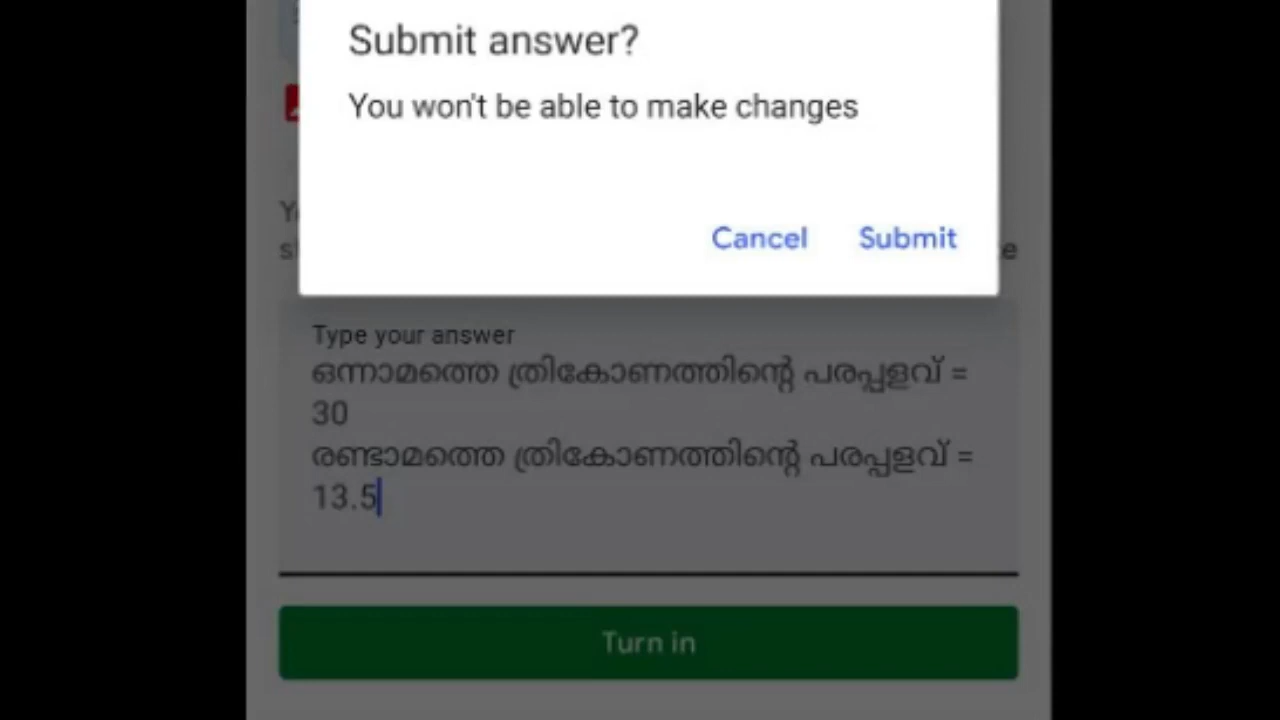 Submit answer?
You won't be able to make changes
Cancel Submit
Type your answer
ഒന്നാമത്തെ ത്രികോണത്തിന്റെ പരപ്പളവ് =
30
രണ്ടാമത്തെ ത്രികോണത്തിന്റെ പരപ്പളവ് =
13.5
Turn in